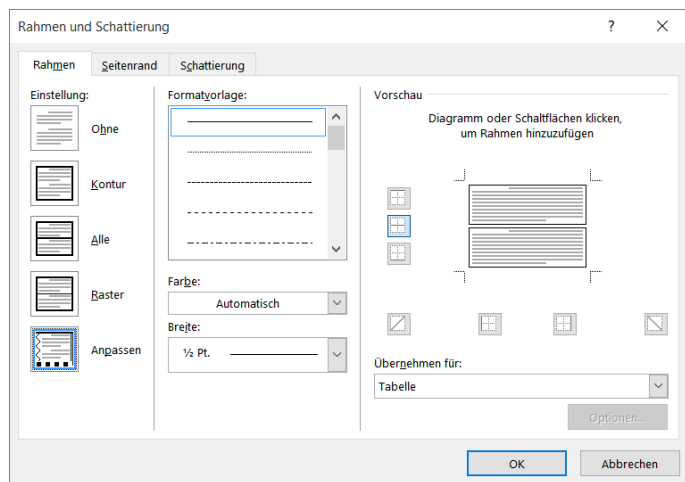 Rahmen und Schattierung
Rahmen
Seitenrand
Schattierung
Einstellung:
Ohne
Kontur
Alle
Raster
Anpassen
Formatvorlage:
Farbe:
Automatisch
Breite:
½ Pt.
Vorschau
Diagramm oder Schaltflächen klicken,
um Rahmen hinzuzufügen
Übernehmen für:
Tabelle
Optionen...
OK
Abbrechen